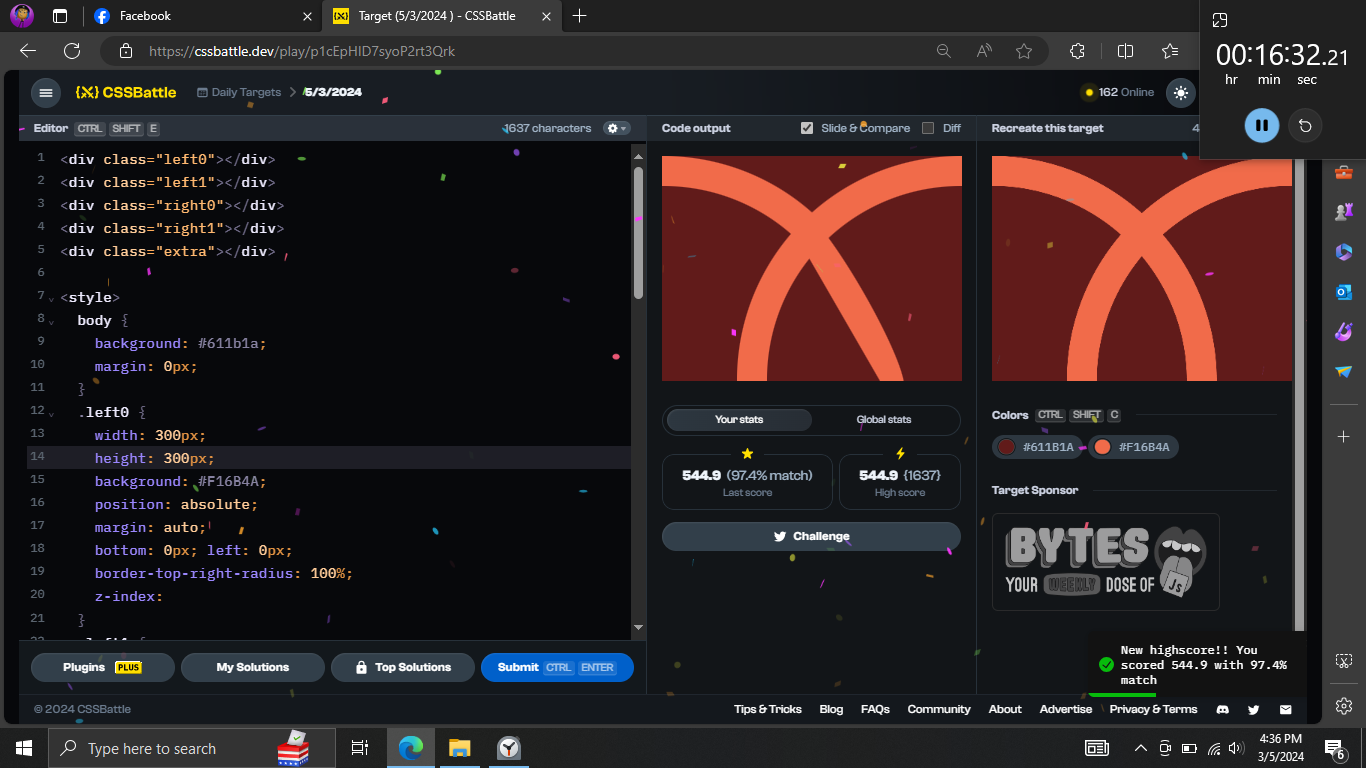 Facebook
Target (5/3/2024 ) - CSSBattle
https://cssbattle.dev/play/p1cEpHID7syoP2rt3Qrk
00:16:32.21
hr min sec
{X} CSSBattle
Daily Targets > 5/3/2024
162 Online
Editor CTRL SHIFT E
1637 characters
Code output
Slide & Compare
Diff
Recreate this target
4
1 <div class="left0"></div>
2 <div class="left1"></div>
3 <div class="right0"></div>
4 <div class="right1"></div>
5 <div class="extra"></div>
6
7 <style>
8 body {
9 background: #611b1a;
10 margin: 0px;
11 }
12 .left0 {
13 width: 300px;
14 height: 300px;
15 background: #F16B4A;
16 position: absolute;
17 margin: auto;
18 bottom: 0px; left: 0px;
19 border-top-right-radius: 100%;
20 z-index:
21 }
Your stats
Global stats
544.9 (97.4% match)
Last score
544.9 {1637}
High score
Challenge
Colors CTRL SHIFT C
#611B1A
#F16B4A
Target Sponsor
BYTES
YOUR WEEKLY DOSE OF JS
New highscore!! You
scored 544.9 with 97.4%
match
Plugins PLUS
My Solutions
Top Solutions
Submit CTRL ENTER
© 2024 CSSBattle
Tips & Tricks
Blog
FAQs
Community
About
Advertise
Privacy & Terms
Type here to search
4:36 PM
3/5/2024
6